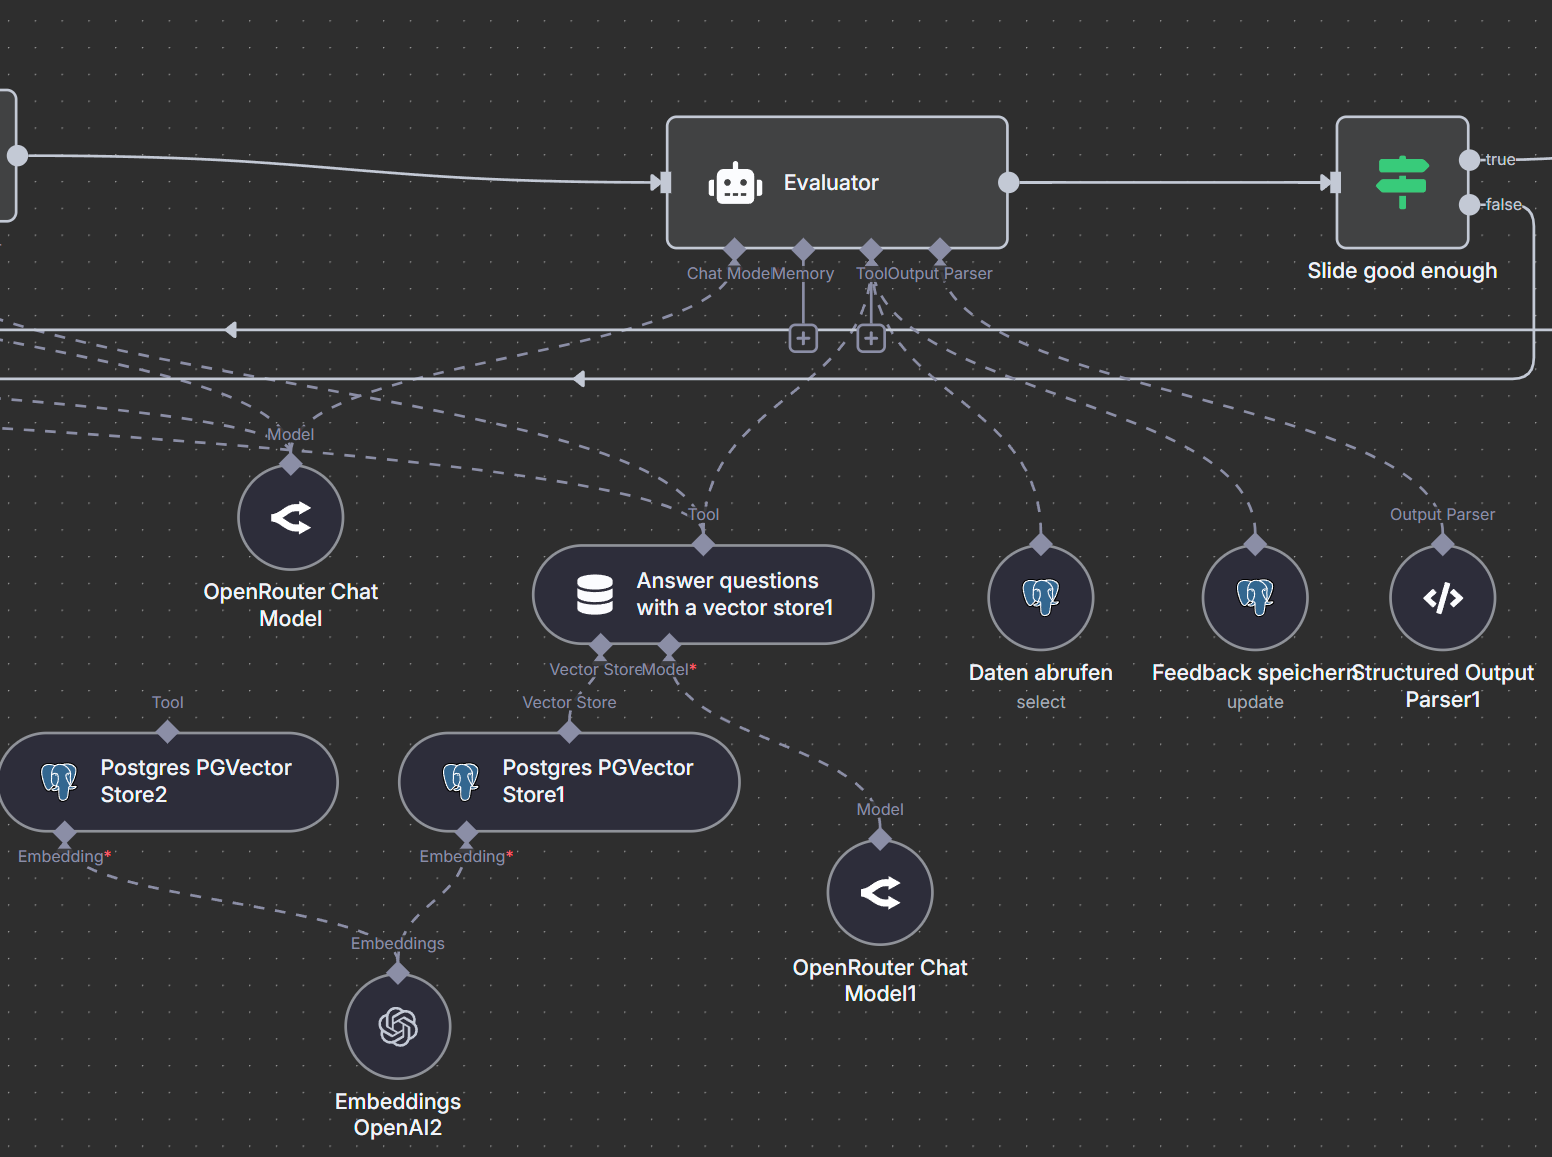 Evaluator
true
false
Chat Model
Memory
Tool
Output Parser
Slide good enough
Model
OpenRouter Chat
Model
Tool
Answer questions
with a vector store1
Output Parser
Vector Store
Model*
Daten abrufen
select
Feedback speichern
update
Structured Output
Parser1
Tool
Vector Store
Postgres PGVector
Store2
Postgres PGVector
Store1
Model
Embedding*
Embedding*
Embeddings
OpenRouter Chat
Model1
Embeddings
OpenAI2